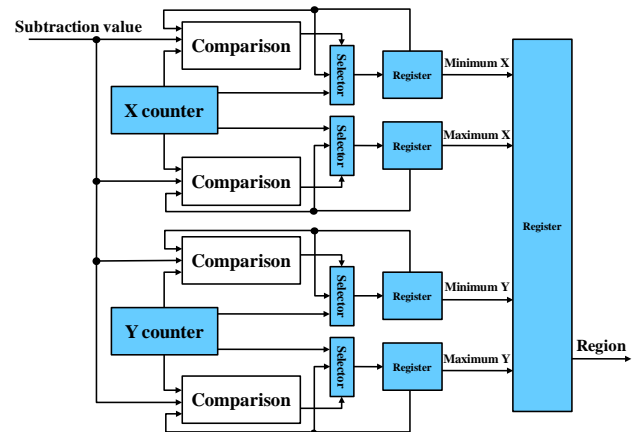 Subtraction value
Comparison
Selector
Register
Minimum X
X counter
Selector
Register
Maximum X
Comparison
Register
Comparison
Selector
Register
Minimum Y
Y counter
Selector
Register
Maximum Y
Region
Comparison